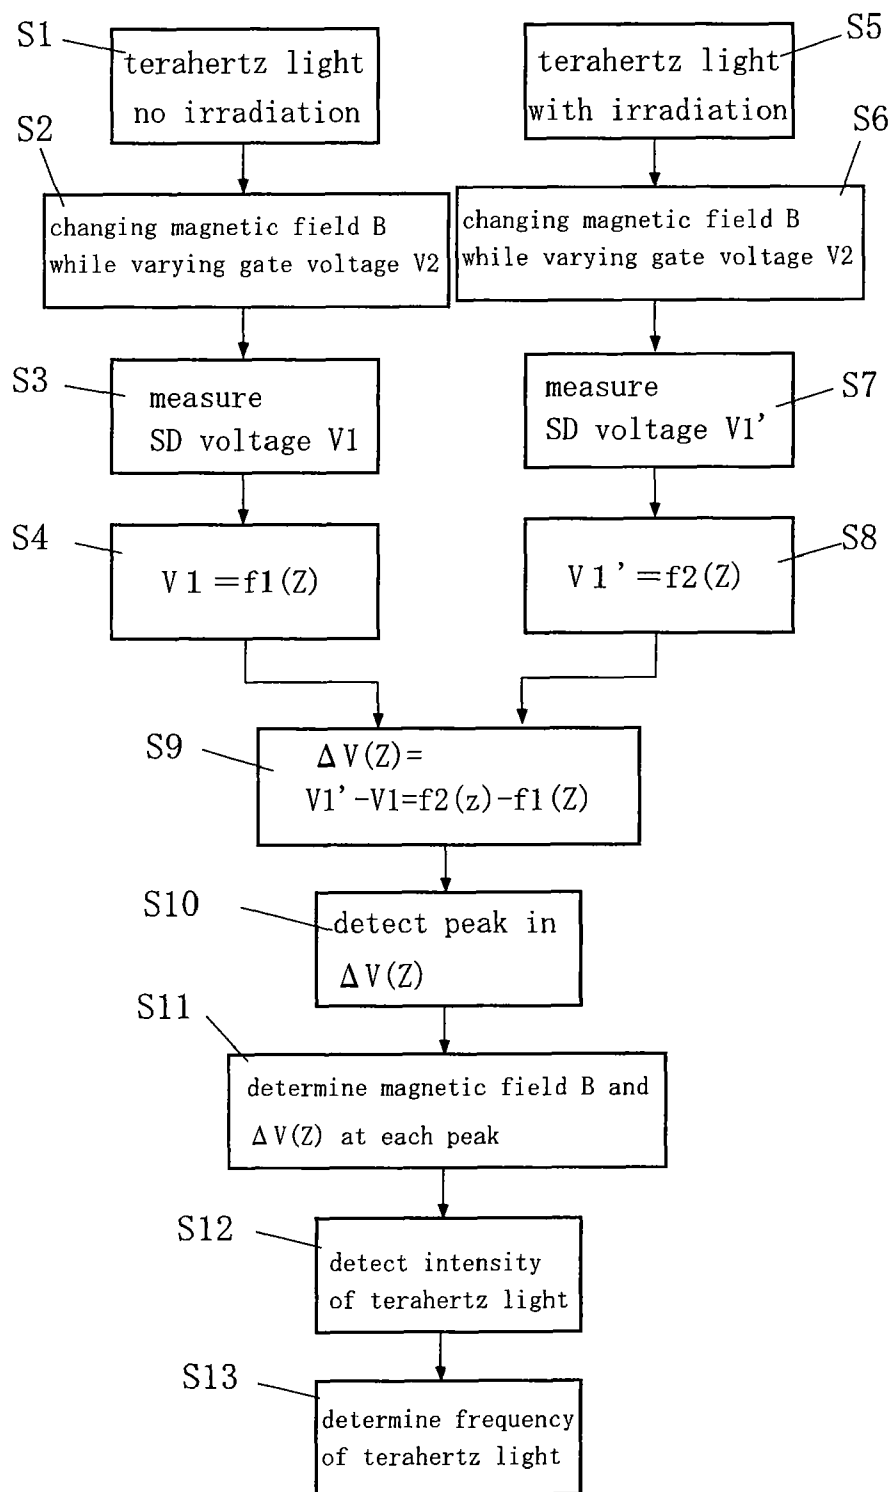 S1
terahertz light
no irradiation
S2
changing magnetic field B
while varying gate voltage V2
S3
measure
SD voltage V1
S4
V1=f1(Z)
S5
terahertz light
with irradiation
S6
changing magnetic field B
while varying gate voltage V2
S7
measure
SD voltage V1'
S8
V1'=f2(Z)
S9
ΔV(Z)=
V1'-V1=f2(z)-f1(Z)
S10
detect peak in
ΔV(Z)
S11
determine magnetic field B and
ΔV(Z) at each peak
S12
detect intensity
of terahertz light
S13
determine frequency
of terahertz light